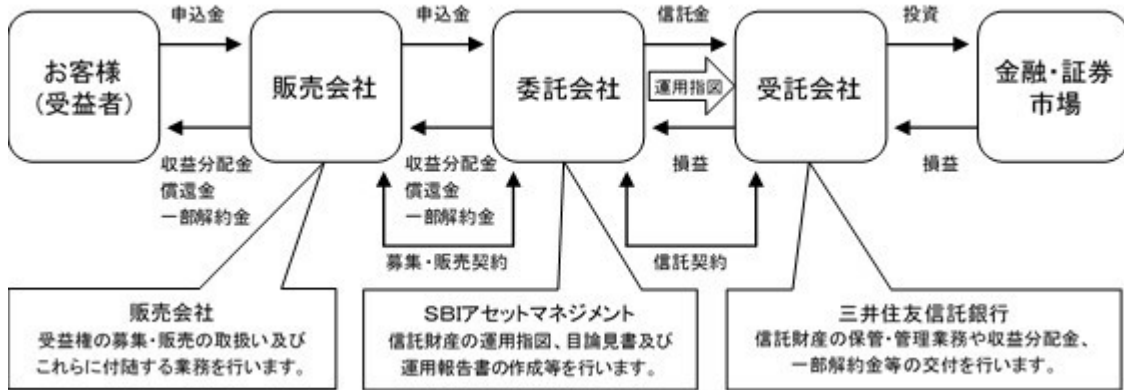 申込金
申込金
信託金
投資
お客様
(受益者)
販売会社
委託会社
運用指図
受託会社
金融・証券
市場
収益分配金
償還金
一部解約金
収益分配金
償還金
一部解約金
損益
損益
募集・販売契約
信託契約
販売会社
受益権の募集・販売の取扱い及び
これらに付随する業務を行います。
SBIアセットマネジメント
信託財産の運用指図、目論見書及び
運用報告書の作成等を行います。
三井住友信託銀行
信託財産の保管・管理業務や収益分配金、
一部解約金等の交付を行います。